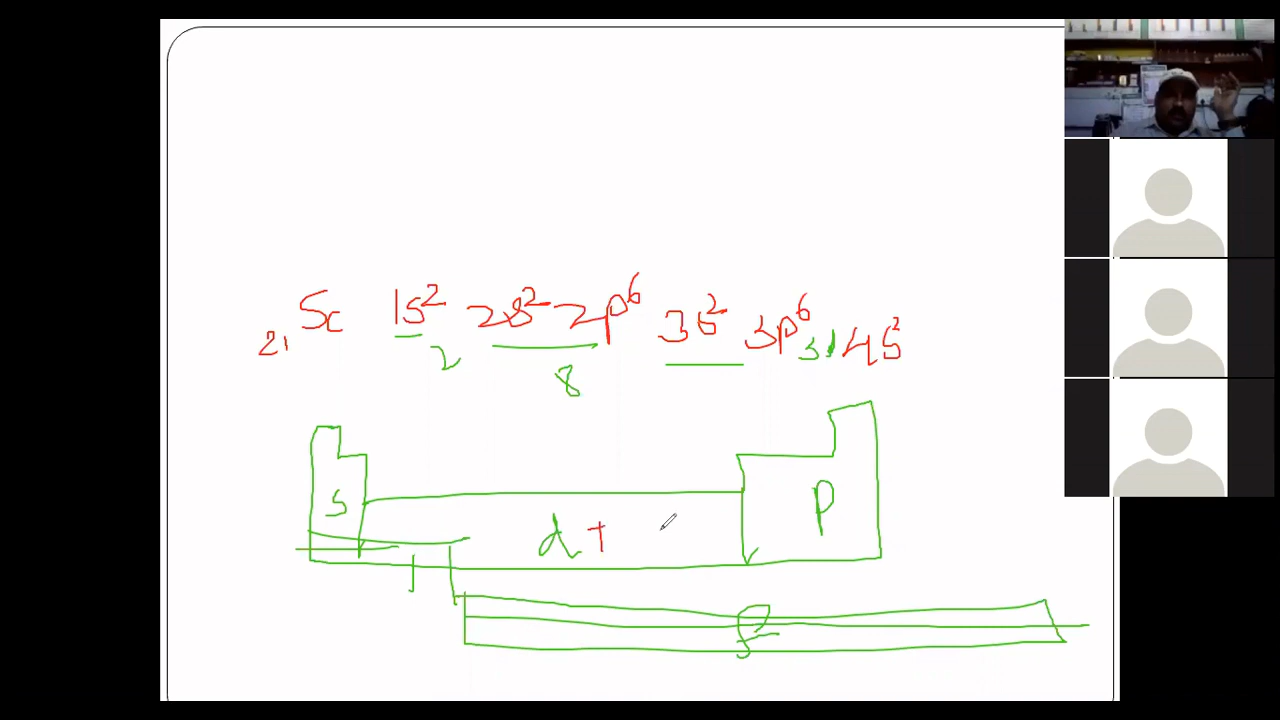 21 Sc 1s² 2s² 2p⁶ 3s² 3p⁶ 3d¹ 4s²
2 8
s d + p
f